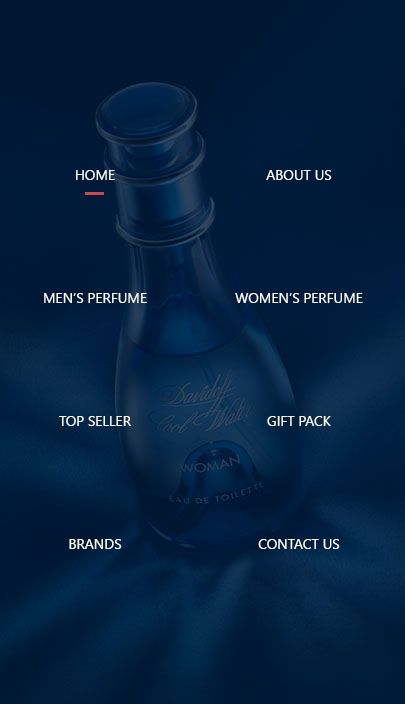 HOME
ABOUT US
MEN'S PERFUME
WOMEN'S PERFUME
Davidoff
Cool Water
TOP SELLER
GIFT PACK
WOMAN
EAU DE TOILETTE
BRANDS
CONTACT US